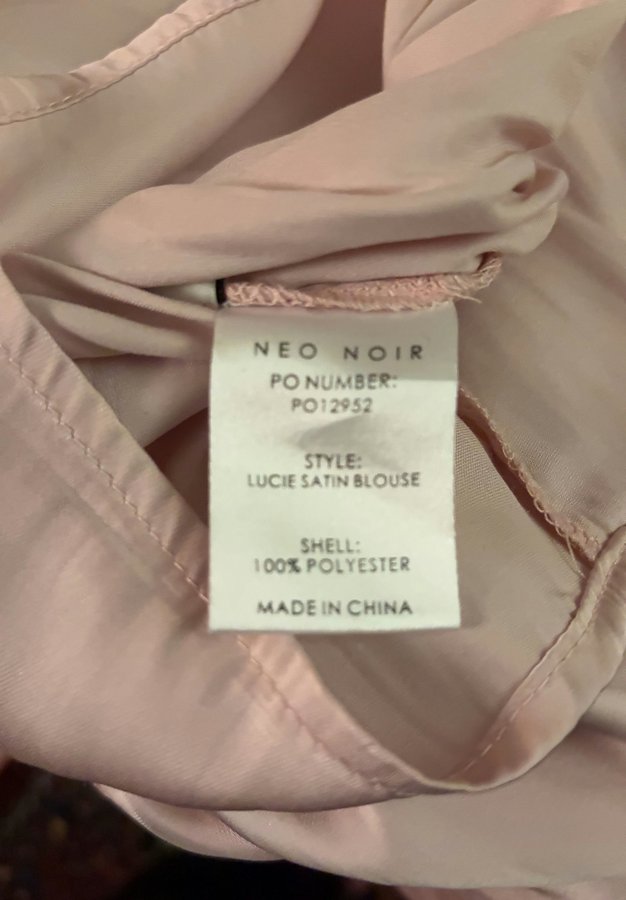 NEO NOIR
PO NUMBER:
PO12952
STYLE:
LUCIE SATIN BLOUSE
SHELL:
100% POLYESTER
MADE IN CHINA